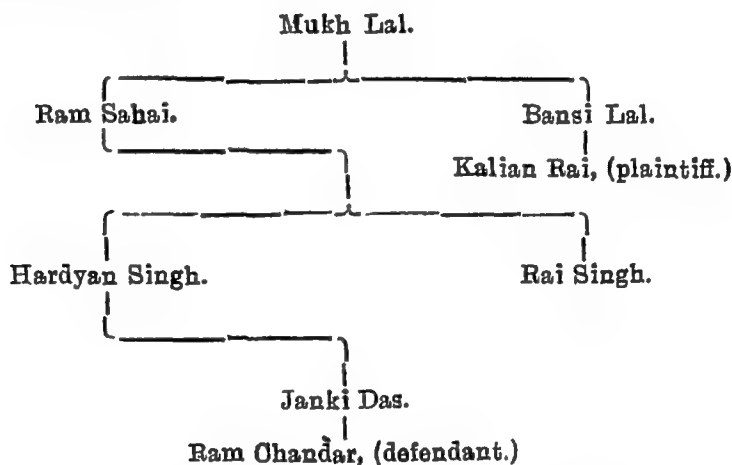 Mukh Lal.
Ram Sahai. Bansi Lal.
Kalian Rai, (plaintiff.)
Hardyan Singh. Rai Singh.
Janki Das.
Ram Chandar, (defendant.)